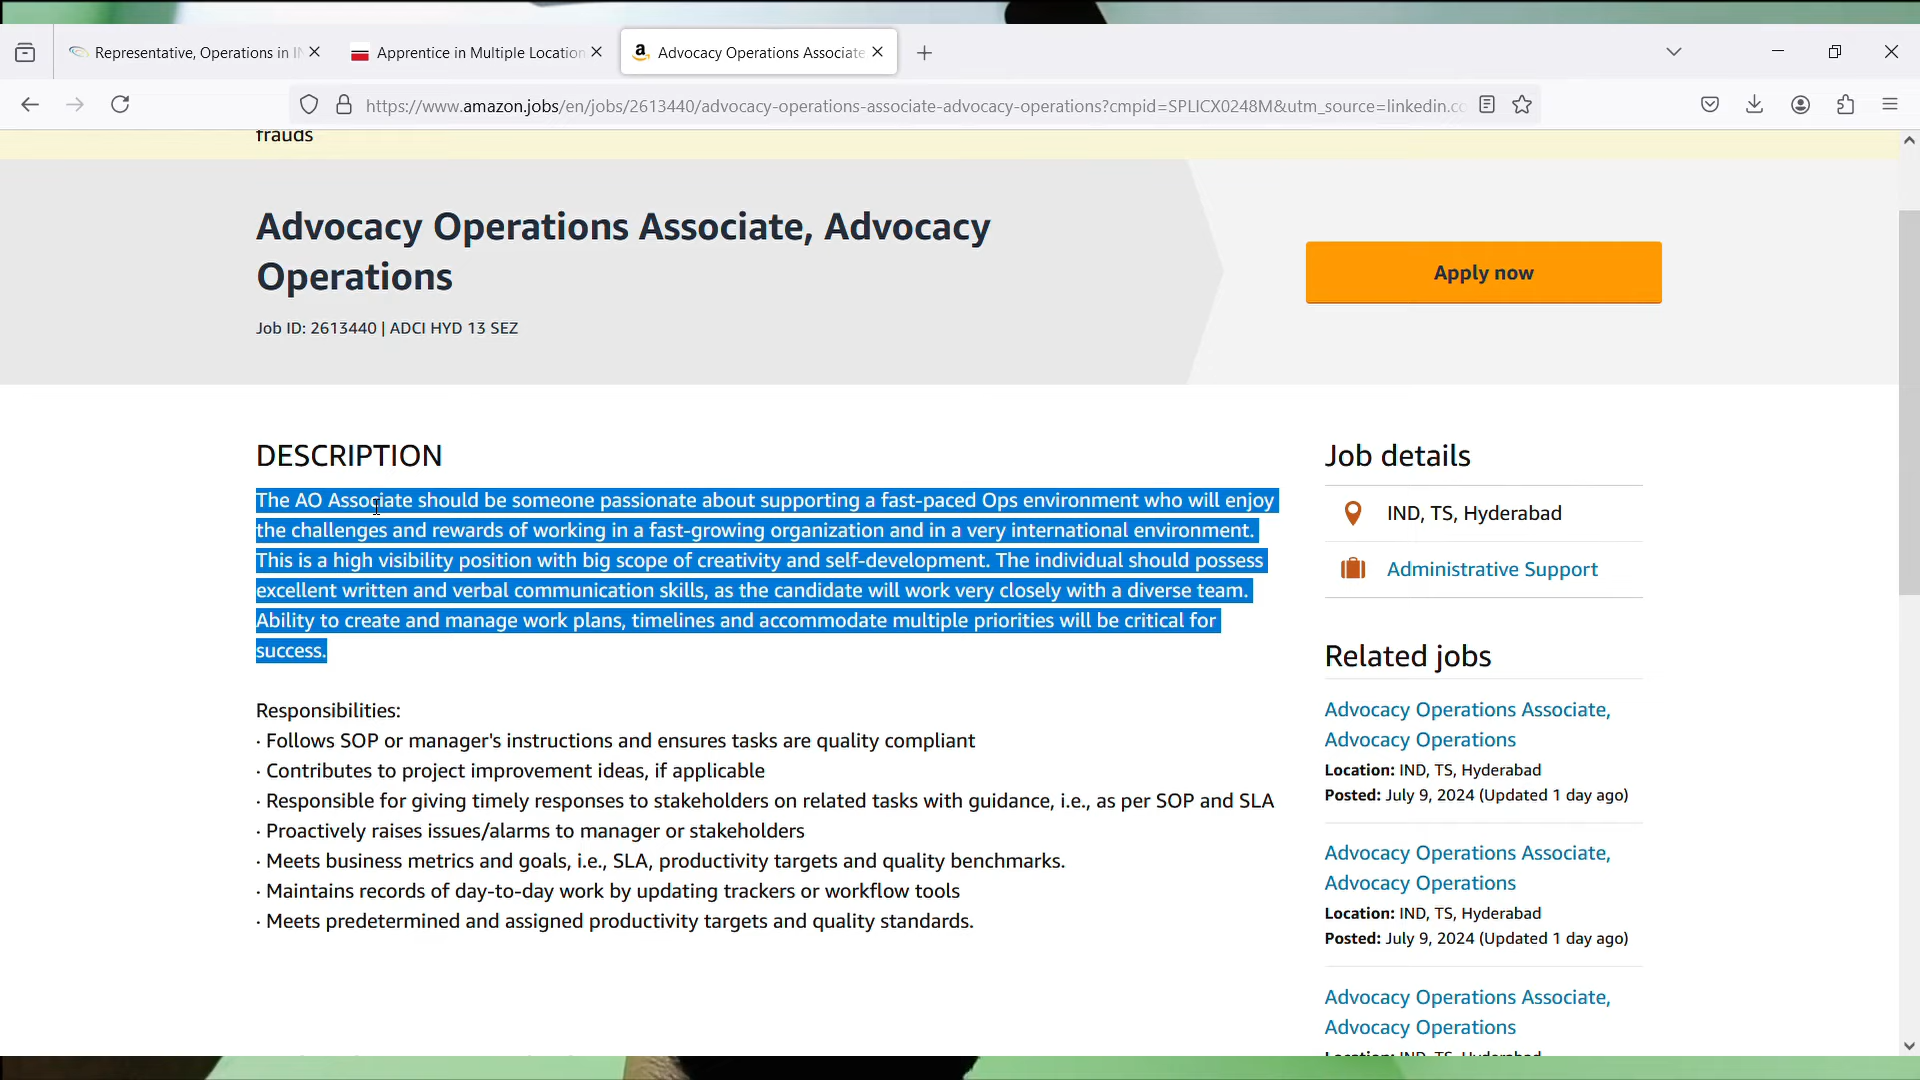 Representative, Operations in IN
Apprentice in Multiple Location
Advocacy Operations Associate
https://www.amazon.jobs/en/jobs/2613440/advocacy-operations-associate-advocacy-operations?cmpid=SPLICX0248M&utm_source=linkedin.co
frauds
Advocacy Operations Associate, Advocacy
Operations
Job ID: 2613440 | ADCI HYD 13 SEZ
Apply now
DESCRIPTION
The AO Associate should be someone passionate about supporting a fast-paced Ops environment who will enjoy
the challenges and rewards of working in a fast-growing organization and in a very international environment.
This is a high visibility position with big scope of creativity and self-development. The individual should possess
excellent written and verbal communication skills, as the candidate will work very closely with a diverse team.
Ability to create and manage work plans, timelines and accommodate multiple priorities will be critical for
success.
Responsibilities:
· Follows SOP or manager's instructions and ensures tasks are quality compliant
· Contributes to project improvement ideas, if applicable
· Responsible for giving timely responses to stakeholders on related tasks with guidance, i.e., as per SOP and SLA
· Proactively raises issues/alarms to manager or stakeholders
· Meets business metrics and goals, i.e., SLA, productivity targets and quality benchmarks.
· Maintains records of day-to-day work by updating trackers or workflow tools
· Meets predetermined and assigned productivity targets and quality standards.
Job details
IND, TS, Hyderabad
Administrative Support
Related jobs
Advocacy Operations Associate,
Advocacy Operations
Location: IND, TS, Hyderabad
Posted: July 9, 2024 (Updated 1 day ago)
Advocacy Operations Associate,
Advocacy Operations
Location: IND, TS, Hyderabad
Posted: July 9, 2024 (Updated 1 day ago)
Advocacy Operations Associate,
Advocacy Operations
Location: IND, TS, Hyderabad